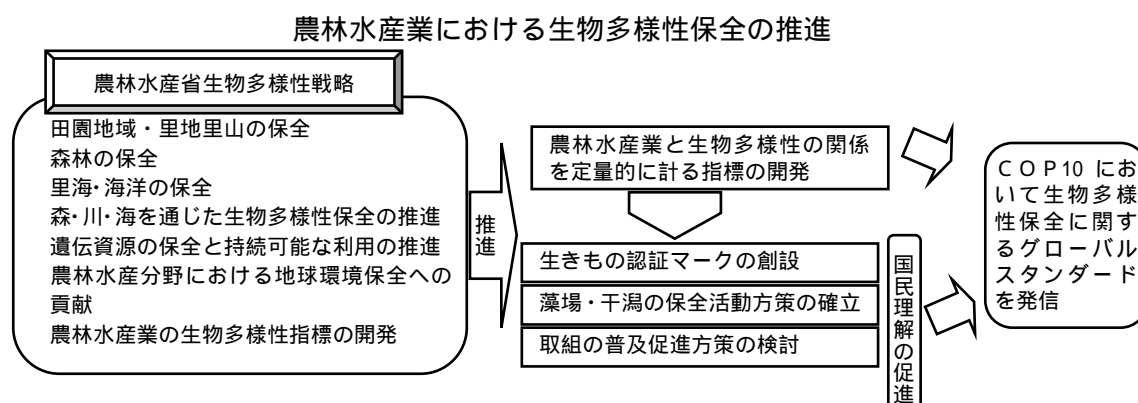 農林水産業における生物多様性保全の推進
農林水産省生物多様性戦略
田園地域・里地里山の保全
森林の保全
里海・海洋の保全
森・川・海を通じた生物多様性保全の推進
遺伝資源の保全と持続可能な利用の推進
農林水産分野における地球環境保全への
貢献
農林水産業の生物多様性指標の開発
推進
農林水産業と生物多様性の関係
を定量的に計る指標の開発
生きもの認証マークの創設
藻場・干潟の保全活動方策の確立
取組の普及促進方策の検討
国民理解の促進
ＣＯＰ10 にお
いて生物多様
性保全に関す
るグローバル
スタンダード
を発信